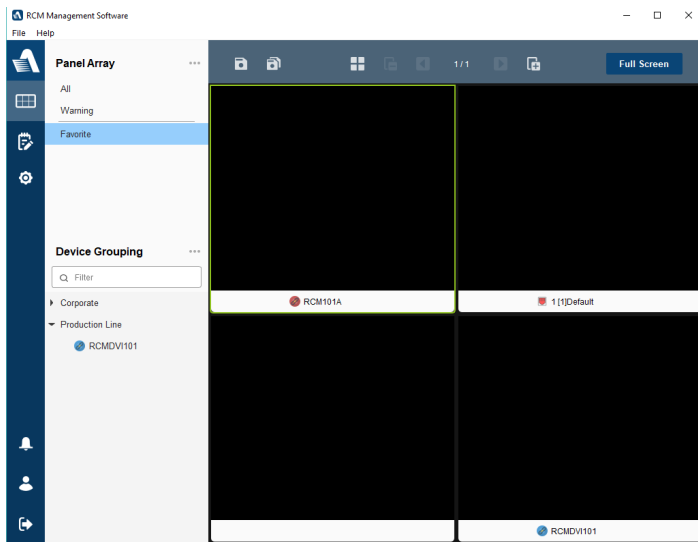 RCM Management Software
File Help
Panel Array
All
Warning
Favorite
1/1
Full Screen
Device Grouping
Filter
Corporate
Production Line
RCMDVI101
RCM101A
1 [1]Default
RCMDVI101